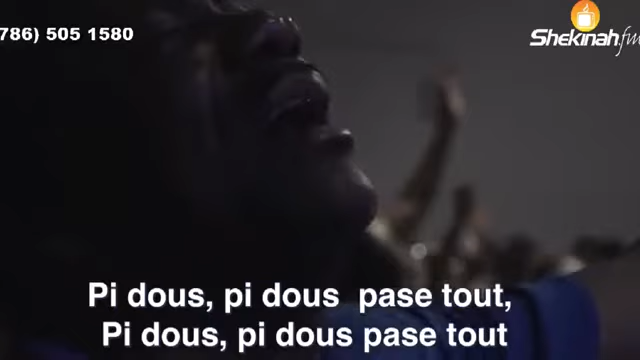 786) 505 1580
Shekinah.fm
Pi dous, pi dous pase tout,
Pi dous, pi dous pase tout